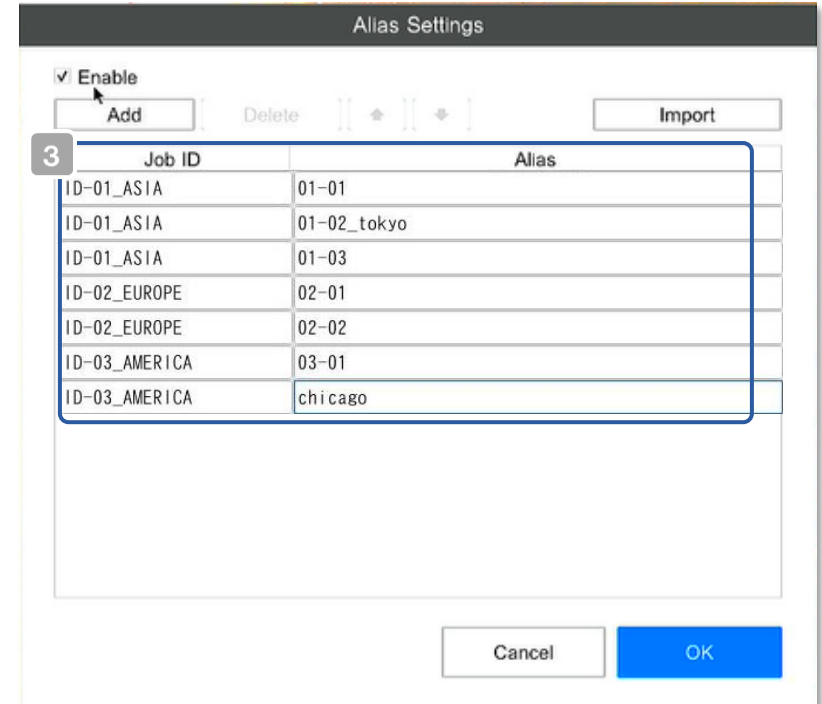 Alias Settings
Enable
Add Delete Import
3
Job ID Alias
ID-01_ASIA 01-01
ID-01_ASIA 01-02_tokyo
ID-01_ASIA 01-03
ID-02_EUROPE 02-01
ID-02_EUROPE 02-02
ID-03_AMERICA 03-01
ID-03_AMERICA chicago
Cancel OK